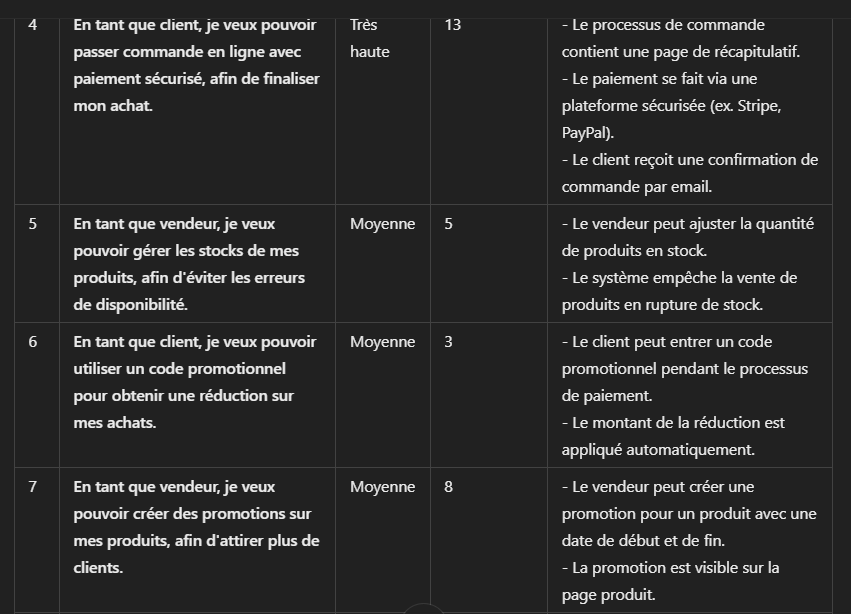 4
En tant que client, je veux pouvoir
passer commande en ligne avec
paiement sécurisé, afin de finaliser
mon achat.
Très
haute
13
- Le processus de commande
contient une page de récapitulatif.
- Le paiement se fait via une
plateforme sécurisée (ex. Stripe,
PayPal).
- Le client reçoit une confirmation de
commande par email.
5
En tant que vendeur, je veux
pouvoir gérer les stocks de mes
produits, afin d'éviter les erreurs
de disponibilité.
Moyenne
5
- Le vendeur peut ajuster la quantité
de produits en stock.
- Le système empêche la vente de
produits en rupture de stock.
6
En tant que client, je veux pouvoir
utiliser un code promotionnel
pour obtenir une réduction sur
mes achats.
Moyenne
3
- Le client peut entrer un code
promotionnel pendant le processus
de paiement.
- Le montant de la réduction est
appliqué automatiquement.
7
En tant que vendeur, je veux
pouvoir créer des promotions sur
mes produits, afin d'attirer plus de
clients.
Moyenne
8
- Le vendeur peut créer une
promotion pour un produit avec une
date de début et de fin.
- La promotion est visible sur la
page produit.